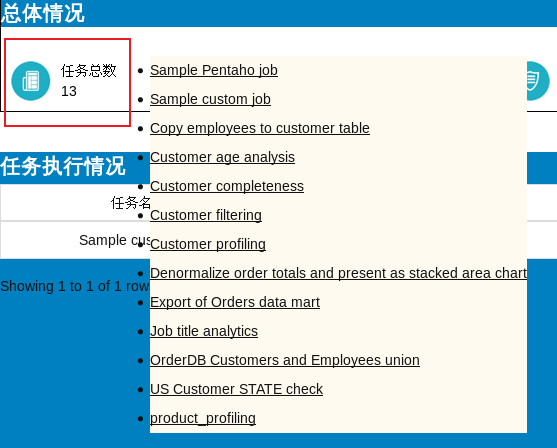 总体情况
任务总数
13
Sample Pentaho job
Sample custom job
Copy employees to customer table
Customer age analysis
Customer completeness
Customer filtering
Customer profiling
Denormalize order totals and present as stacked area chart
Export of Orders data mart
Job title analytics
OrderDB Customers and Employees union
US Customer STATE check
product_profiling
任务执行情况
任务名
Sample cus
Showing 1 to 1 of 1 row